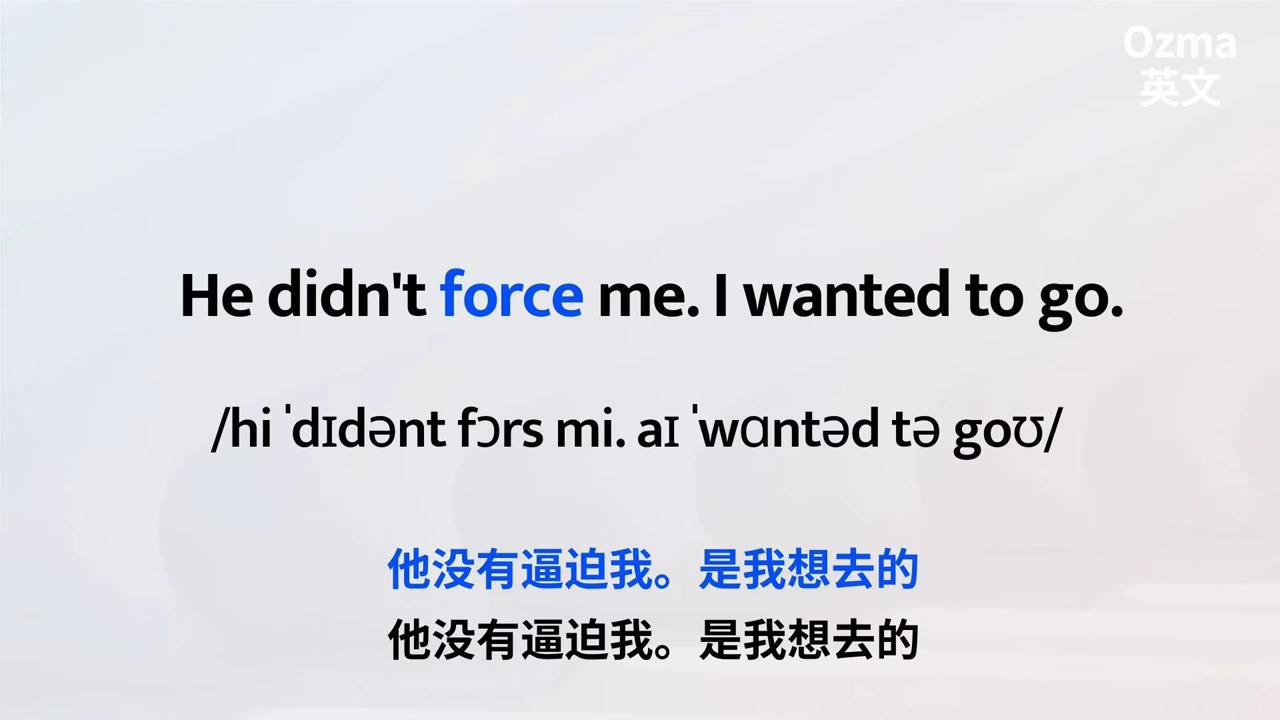 Ozma
英文
He didn't force me. I wanted to go.
/hi ˈdɪdənt fɔrs mi. aɪ ˈwɑntəd tə goʊ/
他没有逼迫我。是我想去的
他没有逼迫我。是我想去的